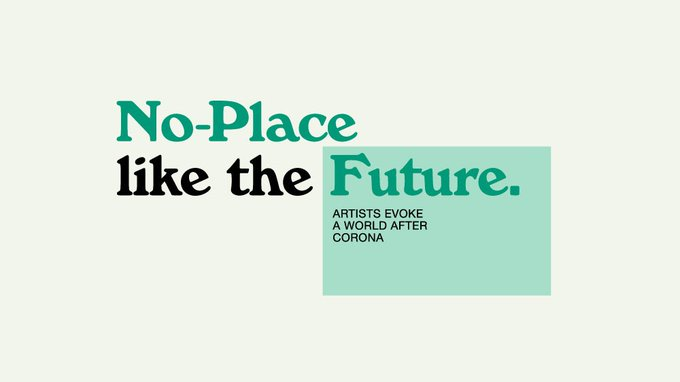 No-Place
like the Future.
ARTISTS EVOKE
A WORLD AFTER
CORONA